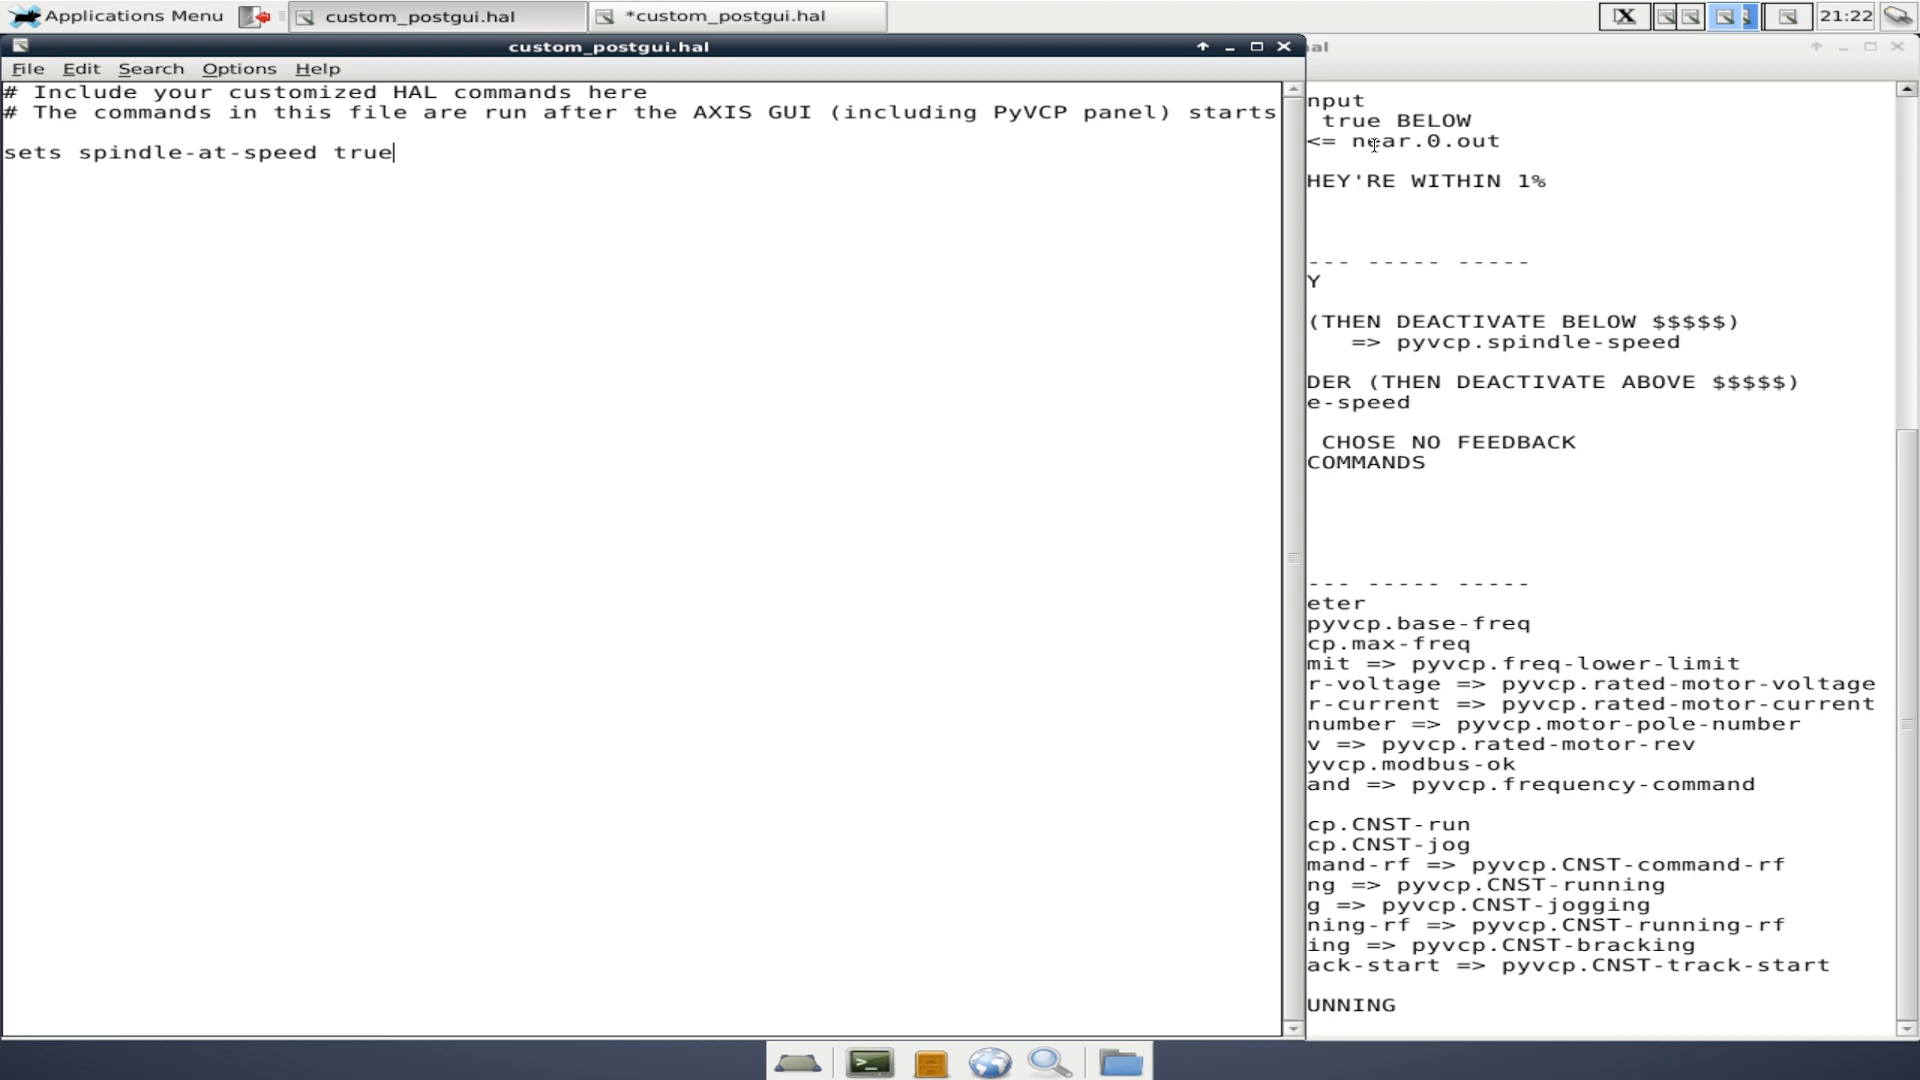 Applications Menu
custom_postgui.hal
*custom_postgui.hal
X
21:22
custom_postgui.hal
al
File Edit Search Options Help
# Include your customized HAL commands here
# The commands in this file are run after the AXIS GUI (including PyVCP panel) starts
sets spindle-at-speed true
nput
true BELOW
<= near.0.out
HEY'RE WITHIN 1%
--- ----- -----
Y
(THEN DEACTIVATE BELOW $$$$$)
=> pyvcp.spindle-speed
DER (THEN DEACTIVATE ABOVE $$$$$)
e-speed
CHOSE NO FEEDBACK
COMMANDS
--- ----- -----
eter
pyvcp.base-freq
cp.max-freq
mit => pyvcp.freq-lower-limit
r-voltage => pyvcp.rated-motor-voltage
r-current => pyvcp.rated-motor-current
number => pyvcp.motor-pole-number
v => pyvcp.rated-motor-rev
yvcp.modbus-ok
and => pyvcp.frequency-command
cp.CNST-run
cp.CNST-jog
mand-rf => pyvcp.CNST-command-rf
ng => pyvcp.CNST-running
g => pyvcp.CNST-jogging
ning-rf => pyvcp.CNST-running-rf
ing => pyvcp.CNST-bracking
ack-start => pyvcp.CNST-track-start
UNNING